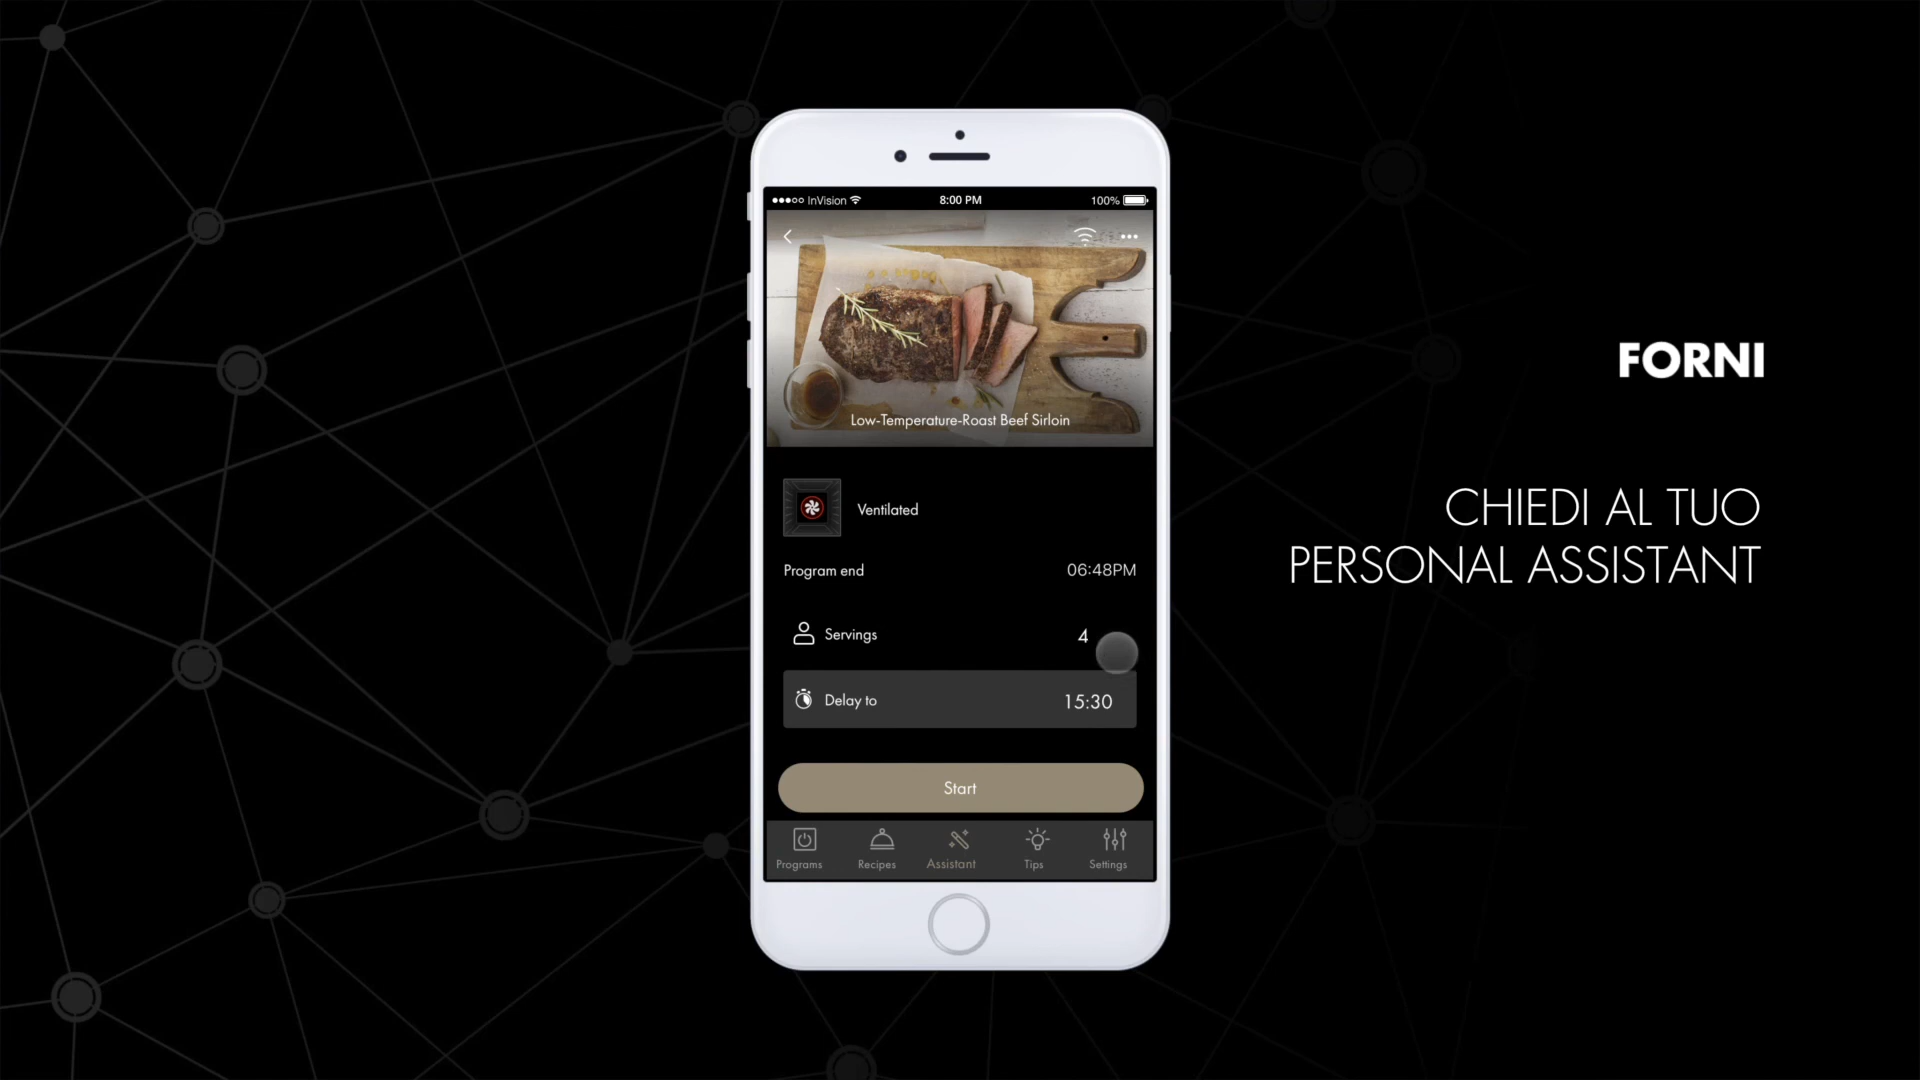 InVision
8:00 PM
100%
Low-Temperature-Roast Beef Sirloin
Ventilated
Program end 06:48PM
Servings 4
Delay to 15:30
Start
Programs Recipes Assistant Tips Settings
FORNI
CHIEDI AL TUO
PERSONAL ASSISTANT